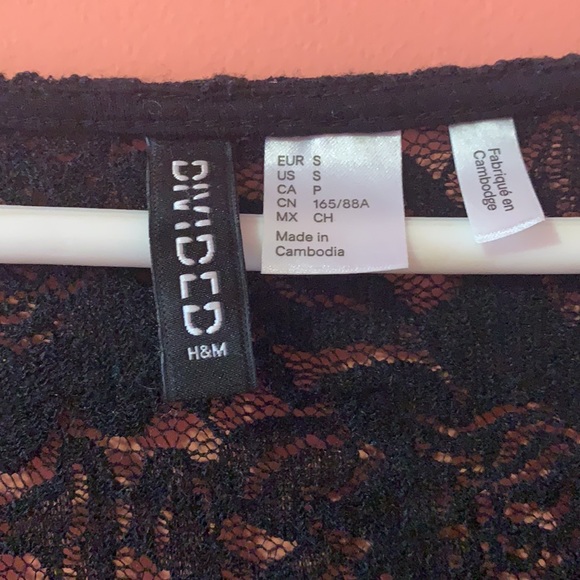 DIVIDED
H&M
EUR S
US S
CA P
CN 165/88A
MX CH
Made in
Cambodia
Fabriqué en
Cambodge